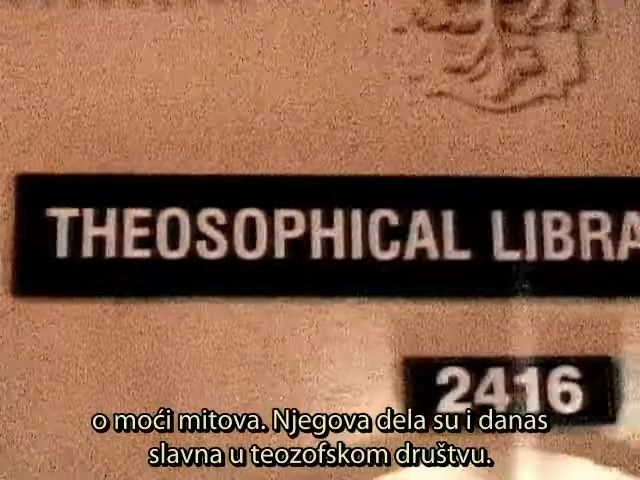 THEOSOPHICAL LIBRA
2416
o moći mitova. Njegova dela su i danas
slavna u teozofskom društvu.